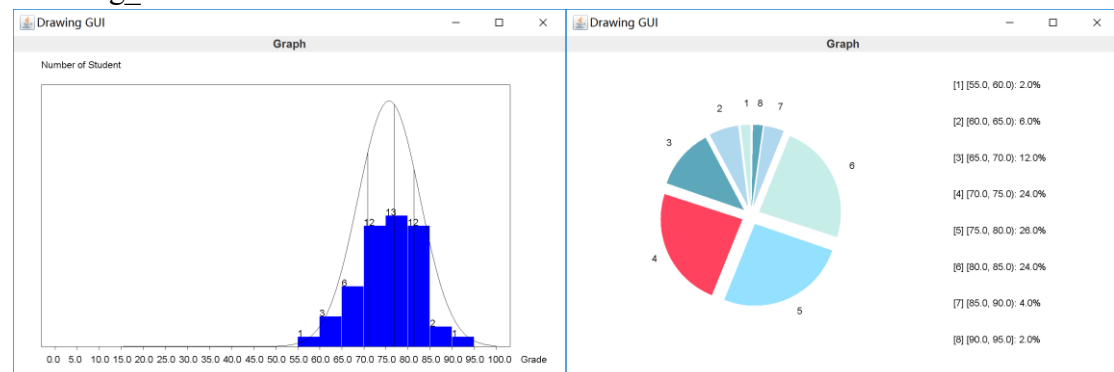 Drawing GUI
Graph
Number of Student
1
3
6
12
13
12
2
1
0.0 5.0 10.0 15.0 20.0 25.0 30.0 35.0 40.0 45.0 50.0 55.0 60.0 65.0 70.0 75.0 80.0 85.0 90.0 95.0 100.0 Grade
Drawing GUI
Graph
1
8
7
2
3
6
4
5
[1] [55.0, 60.0): 2.0%
[2] [60.0, 65.0): 6.0%
[3] [65.0, 70.0): 12.0%
[4] [70.0, 75.0): 24.0%
[5] [75.0, 80.0): 26.0%
[6] [80.0, 85.0): 24.0%
[7] [85.0, 90.0): 4.0%
[8] [90.0, 95.0): 2.0%